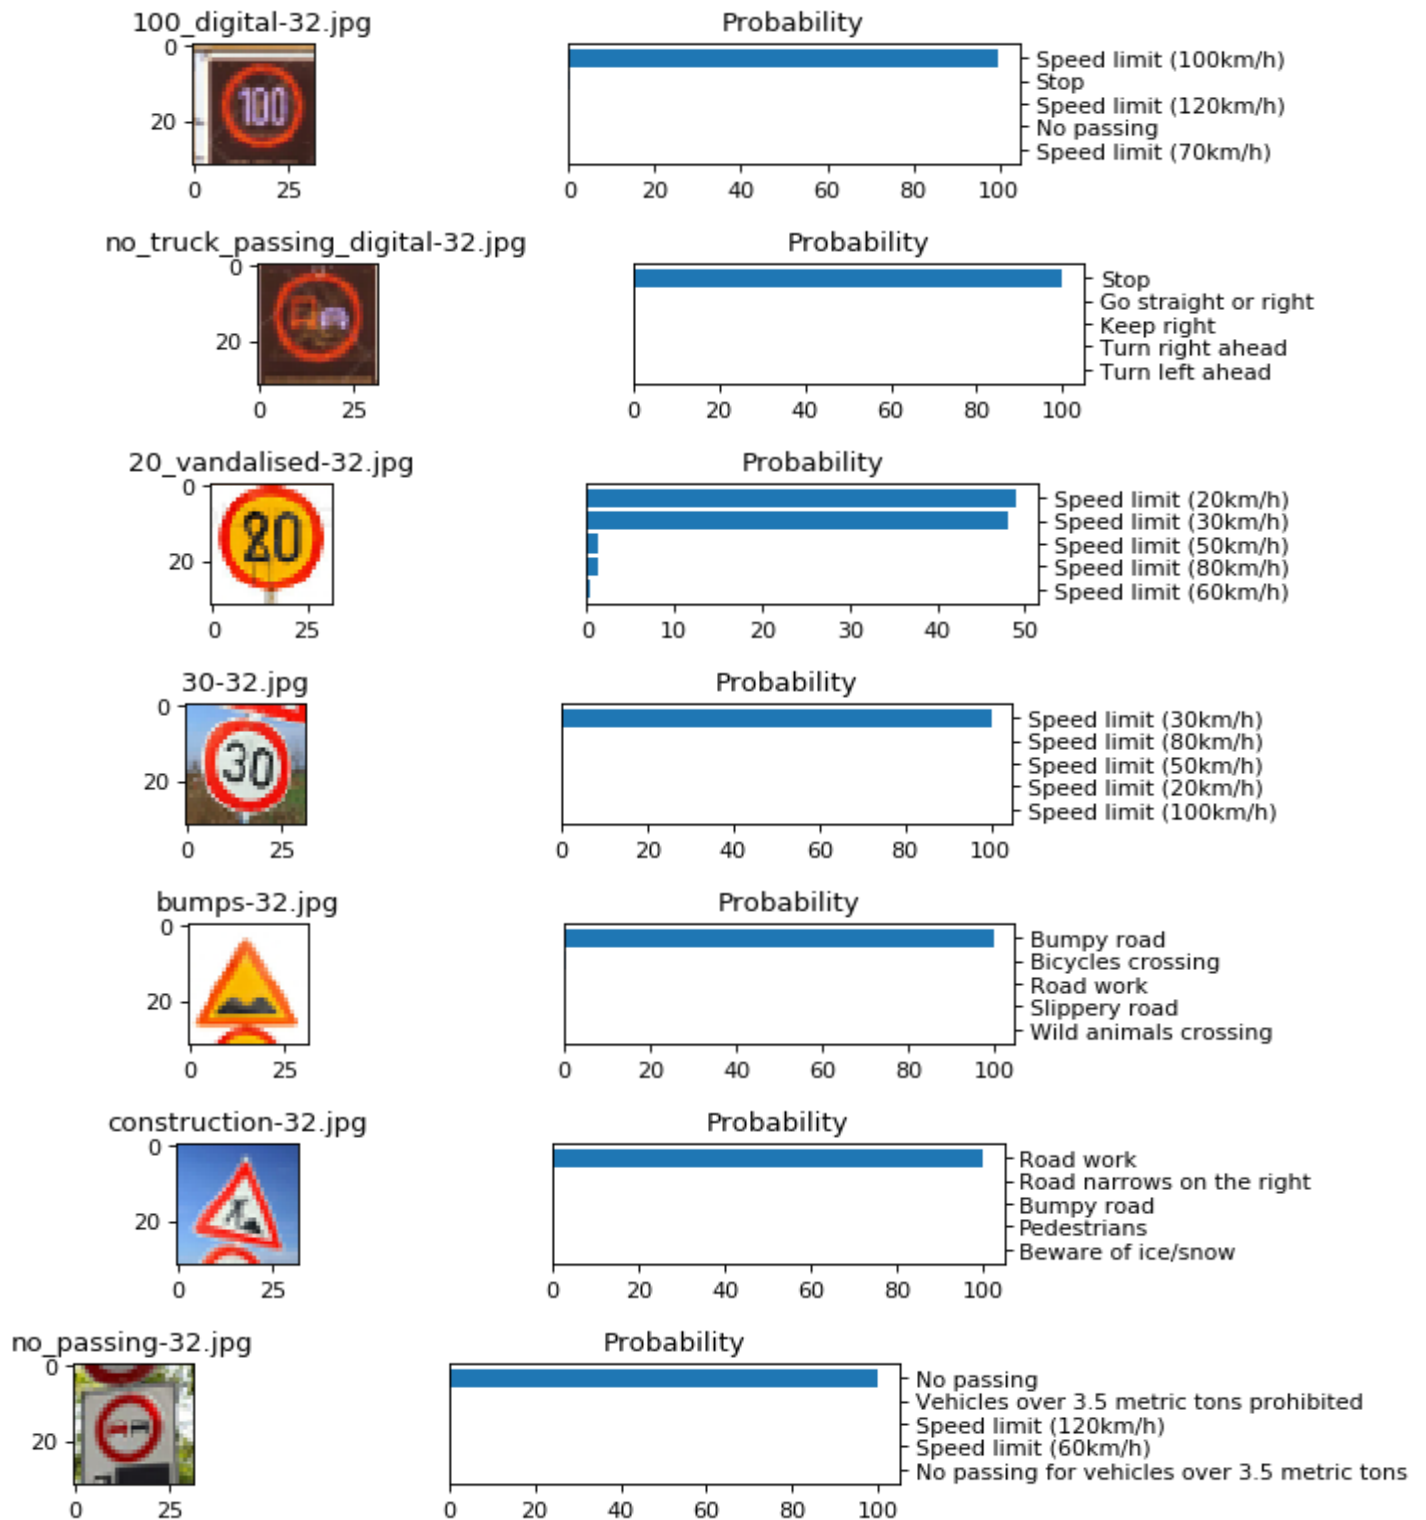 100_digital-32.jpg
Probability
0
20
0 25
100
0 20 40 60 80 100
Speed limit (100km/h)
Stop
Speed limit (120km/h)
No passing
Speed limit (70km/h)
no_truck_passing_digital-32.jpg
Probability
0
20
0 25
0 20 40 60 80 100
Stop
Go straight or right
Keep right
Turn right ahead
Turn left ahead
20_vandalised-32.jpg
Probability
0
20
0 25
0 10 20 30 40 50
Speed limit (20km/h)
Speed limit (30km/h)
Speed limit (50km/h)
Speed limit (80km/h)
Speed limit (60km/h)
30-32.jpg
Probability
0
20
0 25
30
0 20 40 60 80 100
Speed limit (30km/h)
Speed limit (80km/h)
Speed limit (50km/h)
Speed limit (20km/h)
Speed limit (100km/h)
bumps-32.jpg
Probability
0
20
0 25
0 20 40 60 80 100
Bumpy road
Bicycles crossing
Road work
Slippery road
Wild animals crossing
construction-32.jpg
Probability
0
20
0 25
0 20 40 60 80 100
Road work
Road narrows on the right
Bumpy road
Pedestrians
Beware of ice/snow
no_passing-32.jpg
Probability
0
20
0 25
0 20 40 60 80 100
No passing
Vehicles over 3.5 metric tons prohibited
Speed limit (120km/h)
Speed limit (60km/h)
No passing for vehicles over 3.5 metric tons